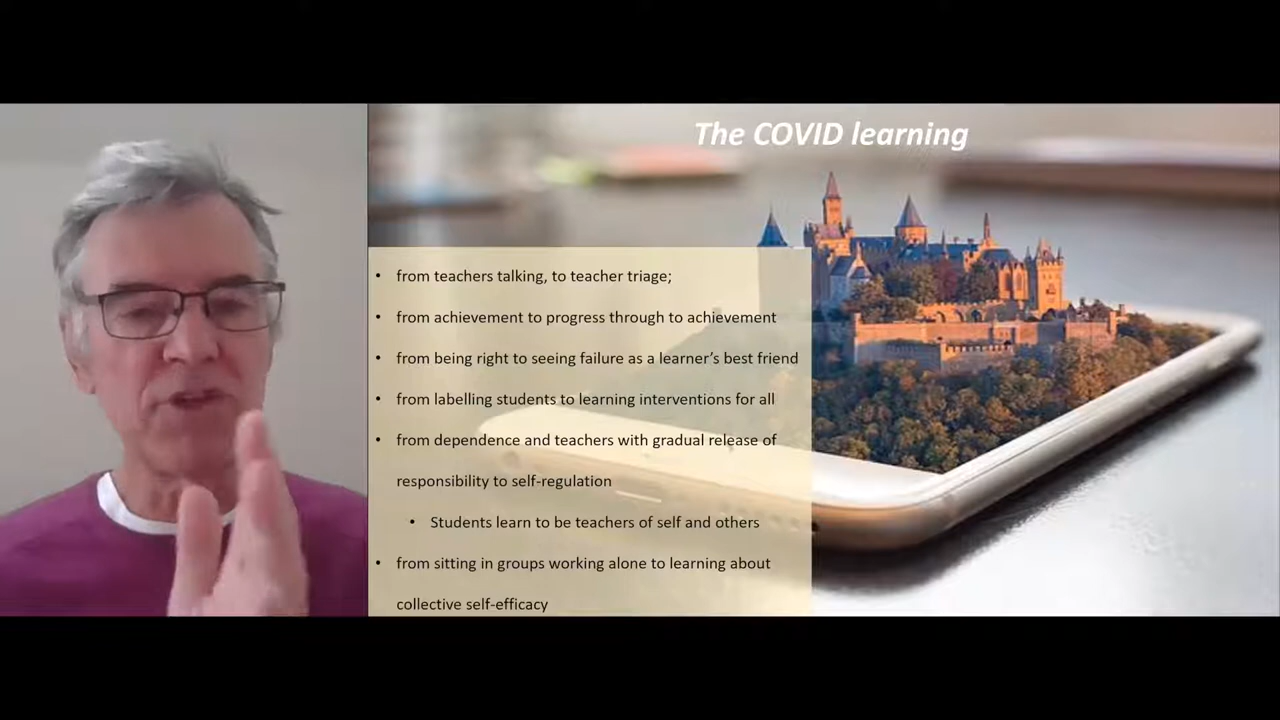 The COVID learning
• from teachers talking, to teacher triage;
• from achievement to progress through to achievement
• from being right to seeing failure as a learner’s best friend
• from labelling students to learning interventions for all
• from dependence and teachers with gradual release of
responsibility to self-regulation
• Students learn to be teachers of self and others
• from sitting in groups working alone to learning about
collective self-efficacy